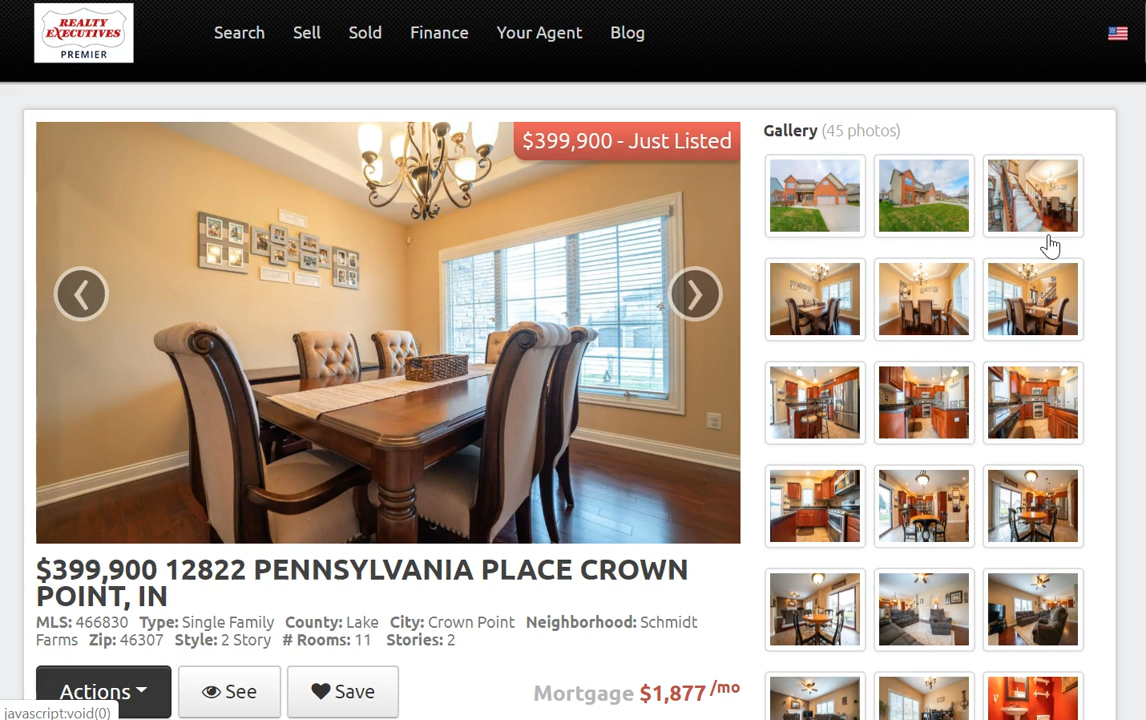 REALTY
EXECUTIVES
PREMIER
Search Sell Sold Finance Your Agent Blog
$399,900 - Just Listed
Gallery (45 photos)
$399,900 12822 PENNSYLVANIA PLACE CROWN
POINT, IN
MLS: 466830 Type: Single Family County: Lake City: Crown Point Neighborhood: Schmidt
Farms Zip: 46307 Style: 2 Story # Rooms: 11 Stories: 2
Actions See Save Mortgage $1,877 /mo
javascript:void(0)